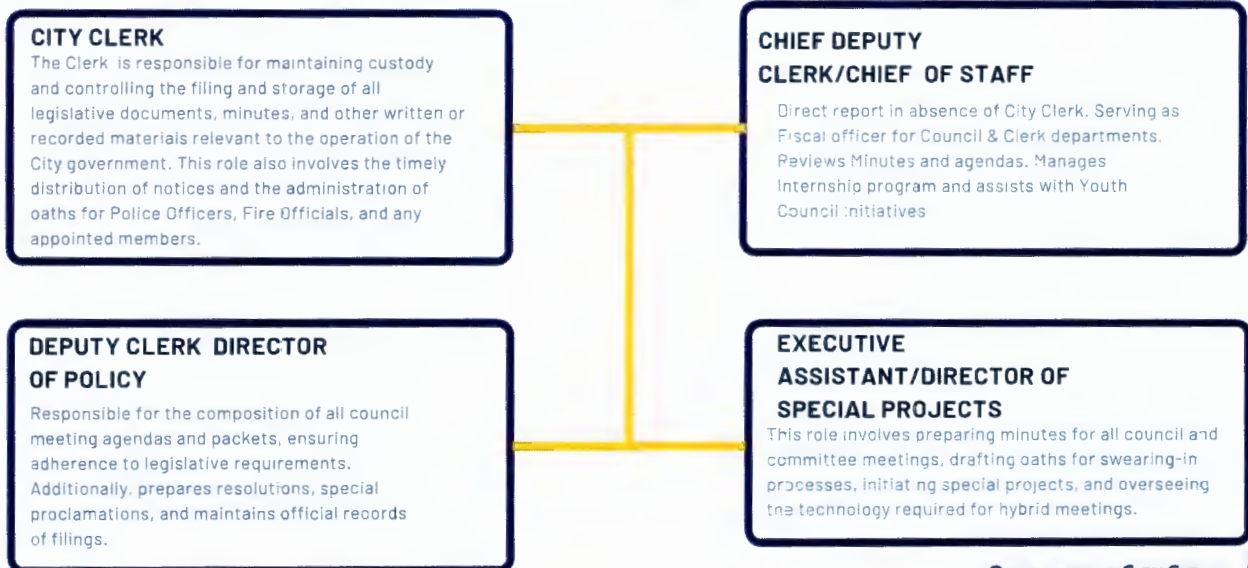 CITY CLERK
The Clerk is responsible for maintaining custody
and controlling the filing and storage of all
legislative documents, minutes, and other written or
recorded materials relevant to the operation of the
City government. This role also involves the timely
distribution of notices and the administration of
oaths for Police Officers, Fire Officials, and any
appointed members.
CHIEF DEPUTY
CLERK/CHIEF OF STAFF
Direct report in absence of City Clerk. Serving as
Fiscal officer for Council & Clerk departments.
Reviews Minutes and agendas. Manages
Internship program and assists with Youth
Council Initiatives
DEPUTY CLERK DIRECTOR
OF POLICY
Responsible for the composition of all council
meeting agendas and packets, ensuring
adherence to legislative requirements.
Additionally, prepares resolutions, special
proclamations, and maintains official records
of filings.
EXECUTIVE
ASSISTANT/DIRECTOR OF
SPECIAL PROJECTS
This role involves preparing minutes for all council and
committee meetings, drafting oaths for swearing-in
processes, initiating special projects, and overseeing
the technology required for hybrid meetings.